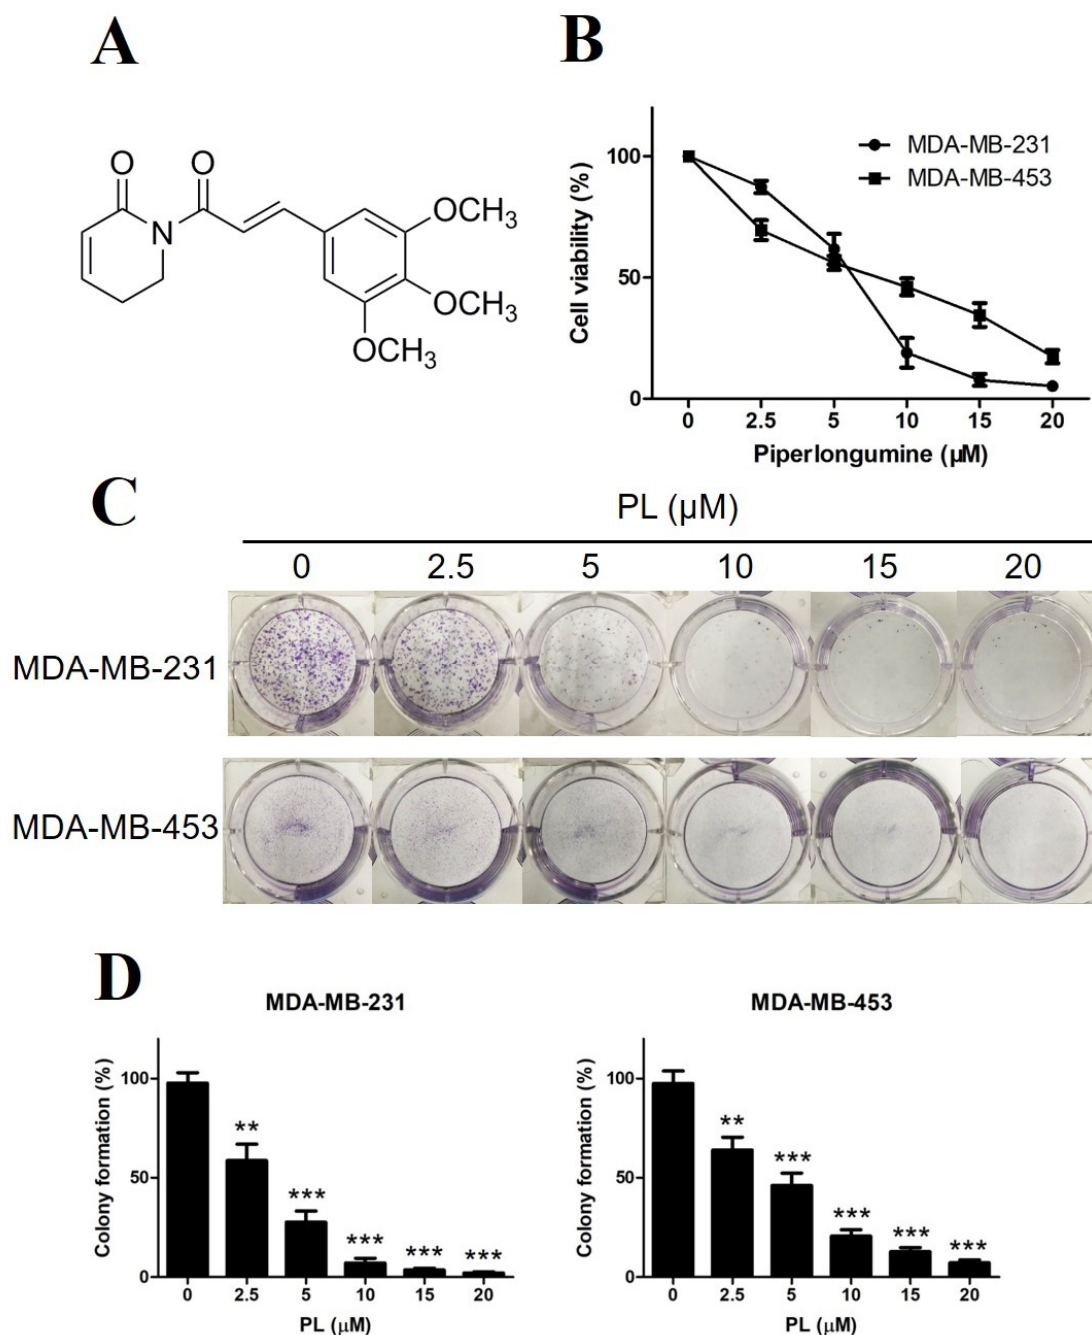 A
O
O
N
OCH3
OCH3
OCH3
B
MDA-MB-231
MDA-MB-453
Cell viability (%)
100
50
0
0 2.5 5 10 15 20
Piperlongumine (µM)
C
PL (µM)
0 2.5 5 10 15 20
MDA-MB-231
MDA-MB-453
D
MDA-MB-231
Colony formation (%)
100
50
0
** *** *** *** ***
0 2.5 5 10 15 20
PL (µM)
MDA-MB-453
Colony formation (%)
100
50
0
** *** *** *** ***
0 2.5 5 10 15 20
PL (µM)